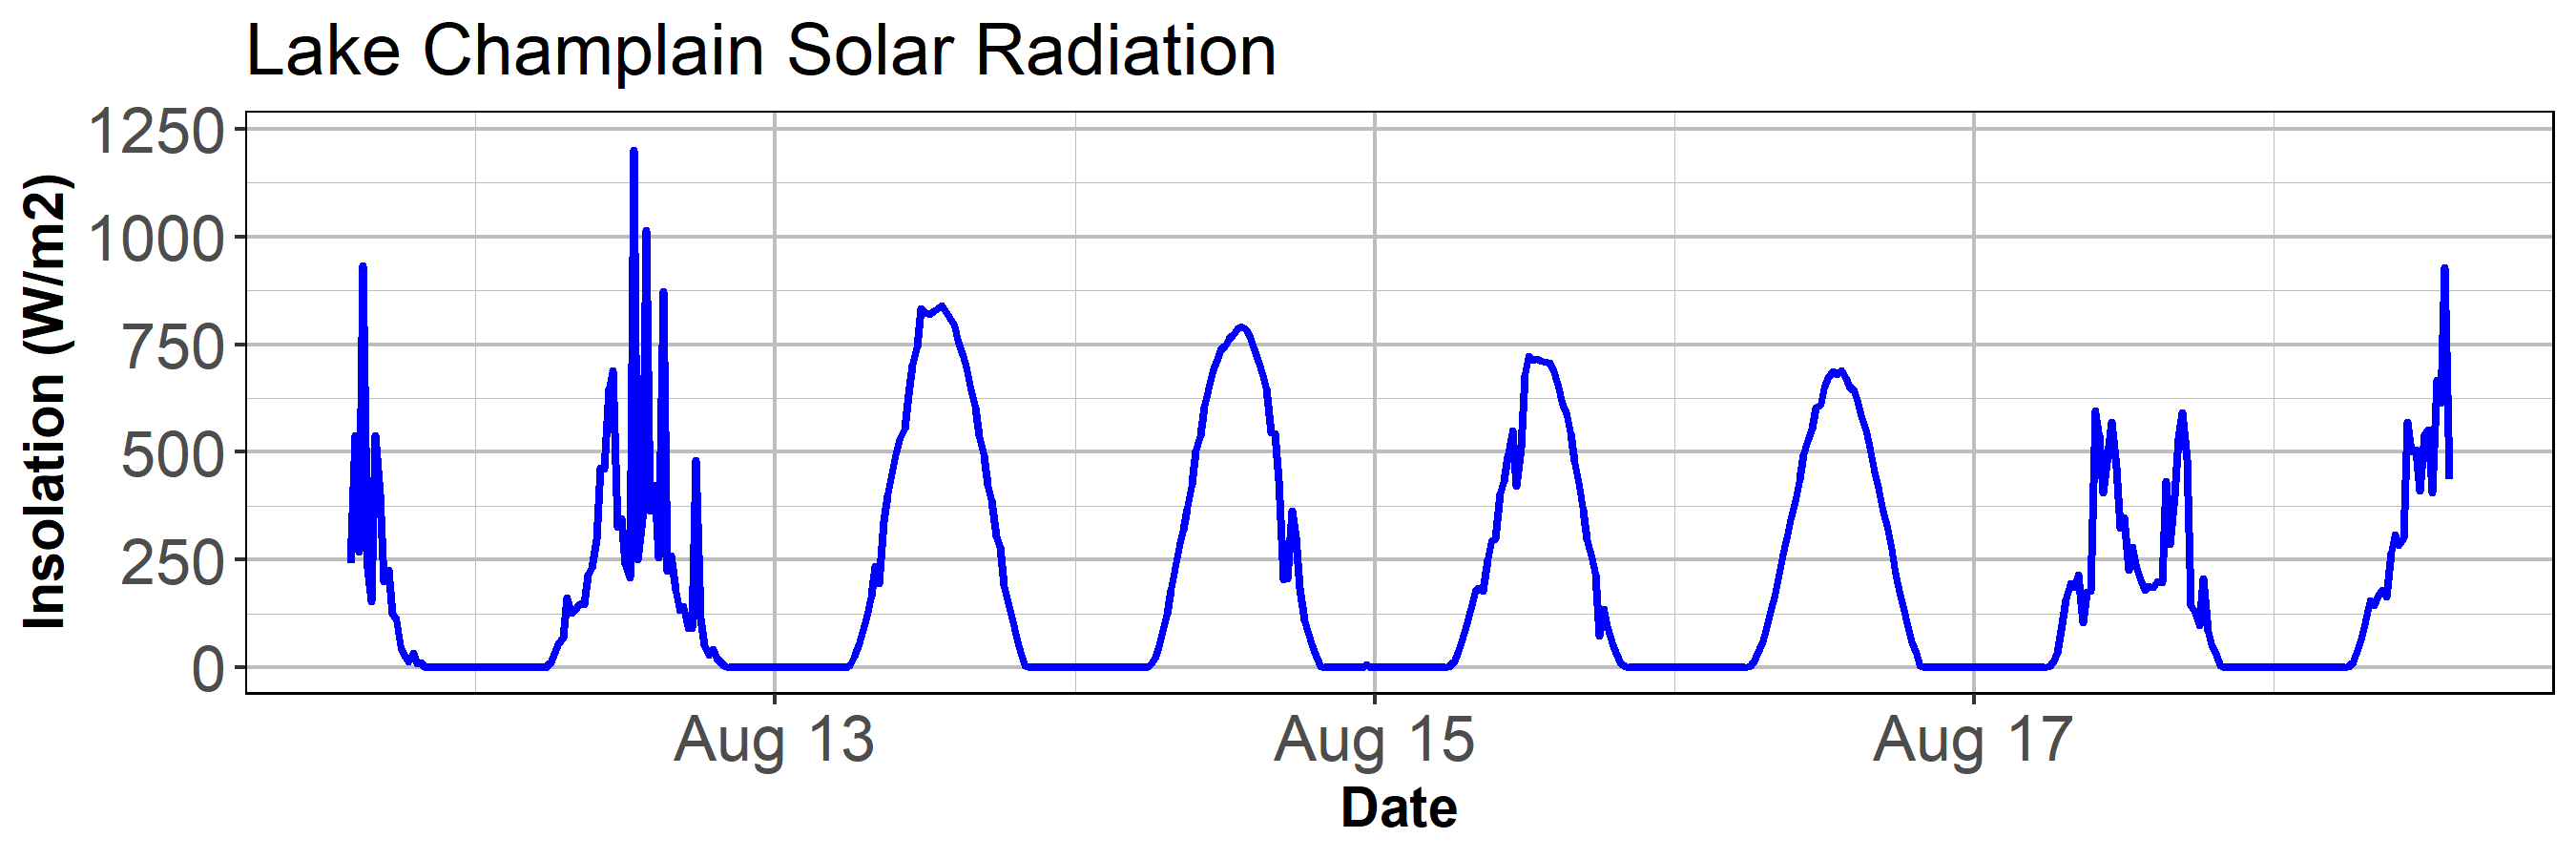 Lake Champlain Solar Radiation
Insolation (W/m2)
1250
1000
750
500
250
0
Aug 13 Aug 15 Aug 17
Date